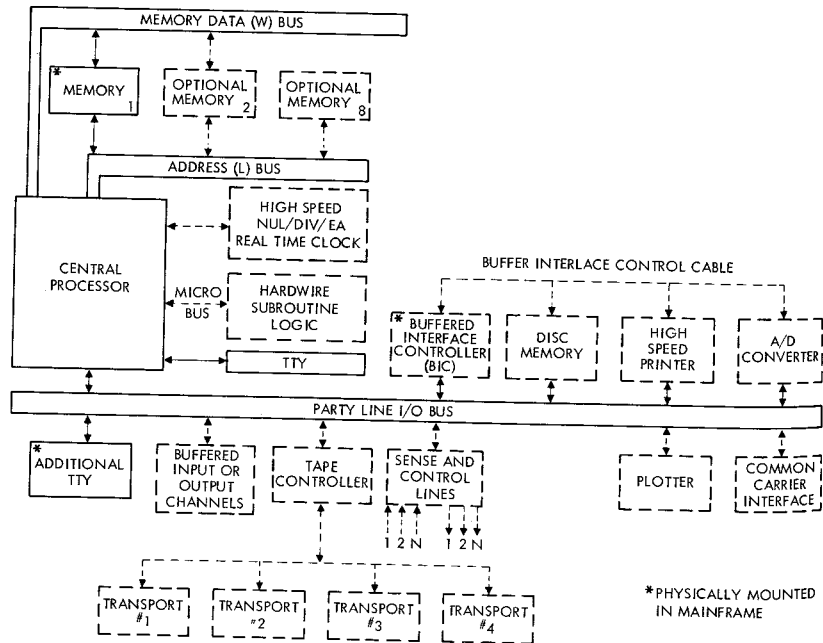 MEMORY DATA (W) BUS
* MEMORY 1
OPTIONAL
MEMORY 2
OPTIONAL
MEMORY 8
ADDRESS (L) BUS
HIGH SPEED
NUL/DIV/EA
REAL TIME CLOCK
CENTRAL
PROCESSOR
MICRO
BUS
HARDWIRE
SUBROUTINE
LOGIC
TTY
BUFFER INTERLACE CONTROL CABLE
* BUFFERED
INTERFACE
CONTROLLER
(BIC)
DISC
MEMORY
HIGH
SPEED
PRINTER
A/D
CONVERTER
PARTY LINE I/O BUS
* ADDITIONAL
TTY
BUFFERED
INPUT OR
OUTPUT
CHANNELS
TAPE
CONTROLLER
SENSE AND
CONTROL
LINES
1 2 N
1 2 N
PLOTTER
COMMON
CARRIER
INTERFACE
TRANSPORT
#1
TRANSPORT
#2
TRANSPORT
#3
TRANSPORT
#4
* PHYSICALLY MOUNTED
IN MAINFRAME